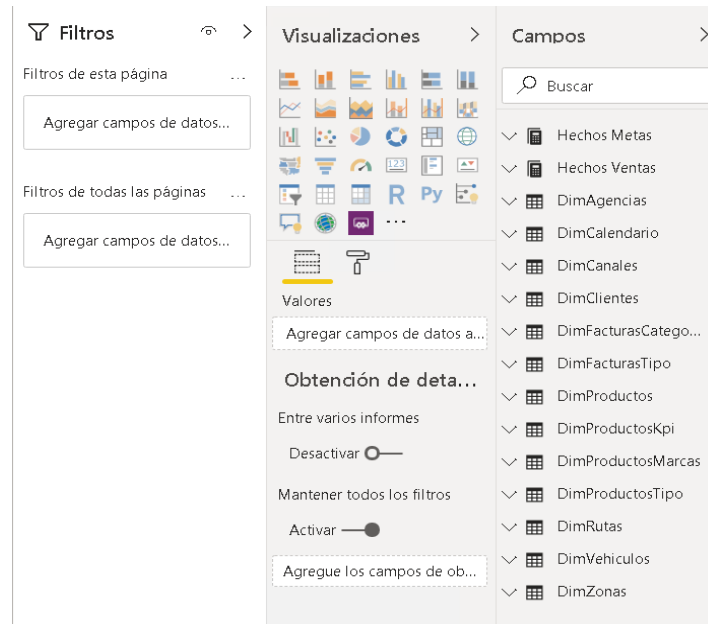 Filtros
Filtros de esta página
...
Agregar campos de datos...
Filtros de todas las páginas
...
Agregar campos de datos...
Visualizaciones
123
R
Py
...
Valores
Agregar campos de datos a...
Obtención de deta...
Entre varios informes
Desactivar
Mantener todos los filtros
Activar
Agregue los campos de ob...
Campos
Buscar
Hechos Metas
Hechos Ventas
DimAgencias
DimCalendario
DimCanales
DimClientes
DimFacturasCatego...
DimFacturasTipo
DimProductos
DimProductosKpi
DimProductosMarcas
DimProductosTipo
DimRutas
DimVehiculos
DimZonas